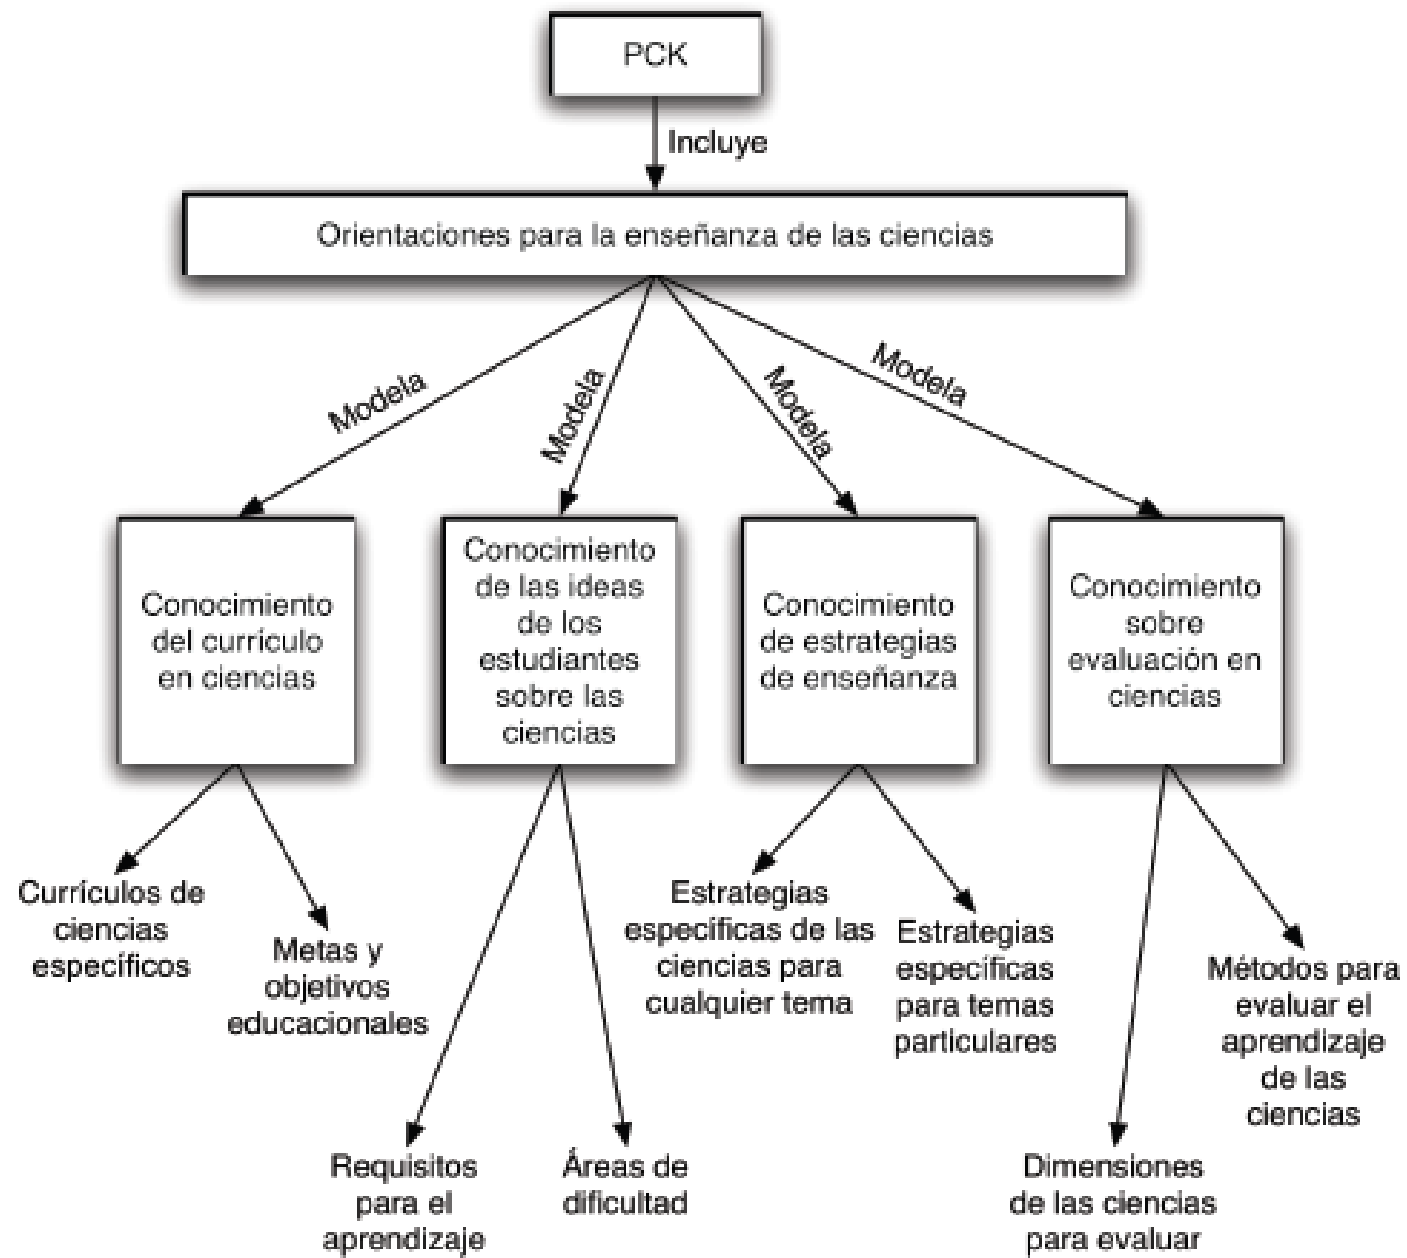 PCK
Incluye
Orientaciones para la enseñanza de las ciencias
Modela
Modela
Modela
Modela
Conocimiento
del currículo
en ciencias
Conocimiento
de las ideas
de los
estudiantes
sobre las
ciencias
Conocimiento
de estrategias
de enseñanza
Conocimiento
sobre
evaluación en
ciencias
Currículos de
ciencias
específicos
Metas y
objetivos
educacionales
Requisitos
para el
aprendizaje
Áreas de
dificultad
Estrategias
específicas de las
ciencias para
cualquier tema
Estrategias
específicas
para temas
particulares
Dimensiones
de las ciencias
para evaluar
Métodos para
evaluar el
aprendizaje
de las
ciencias